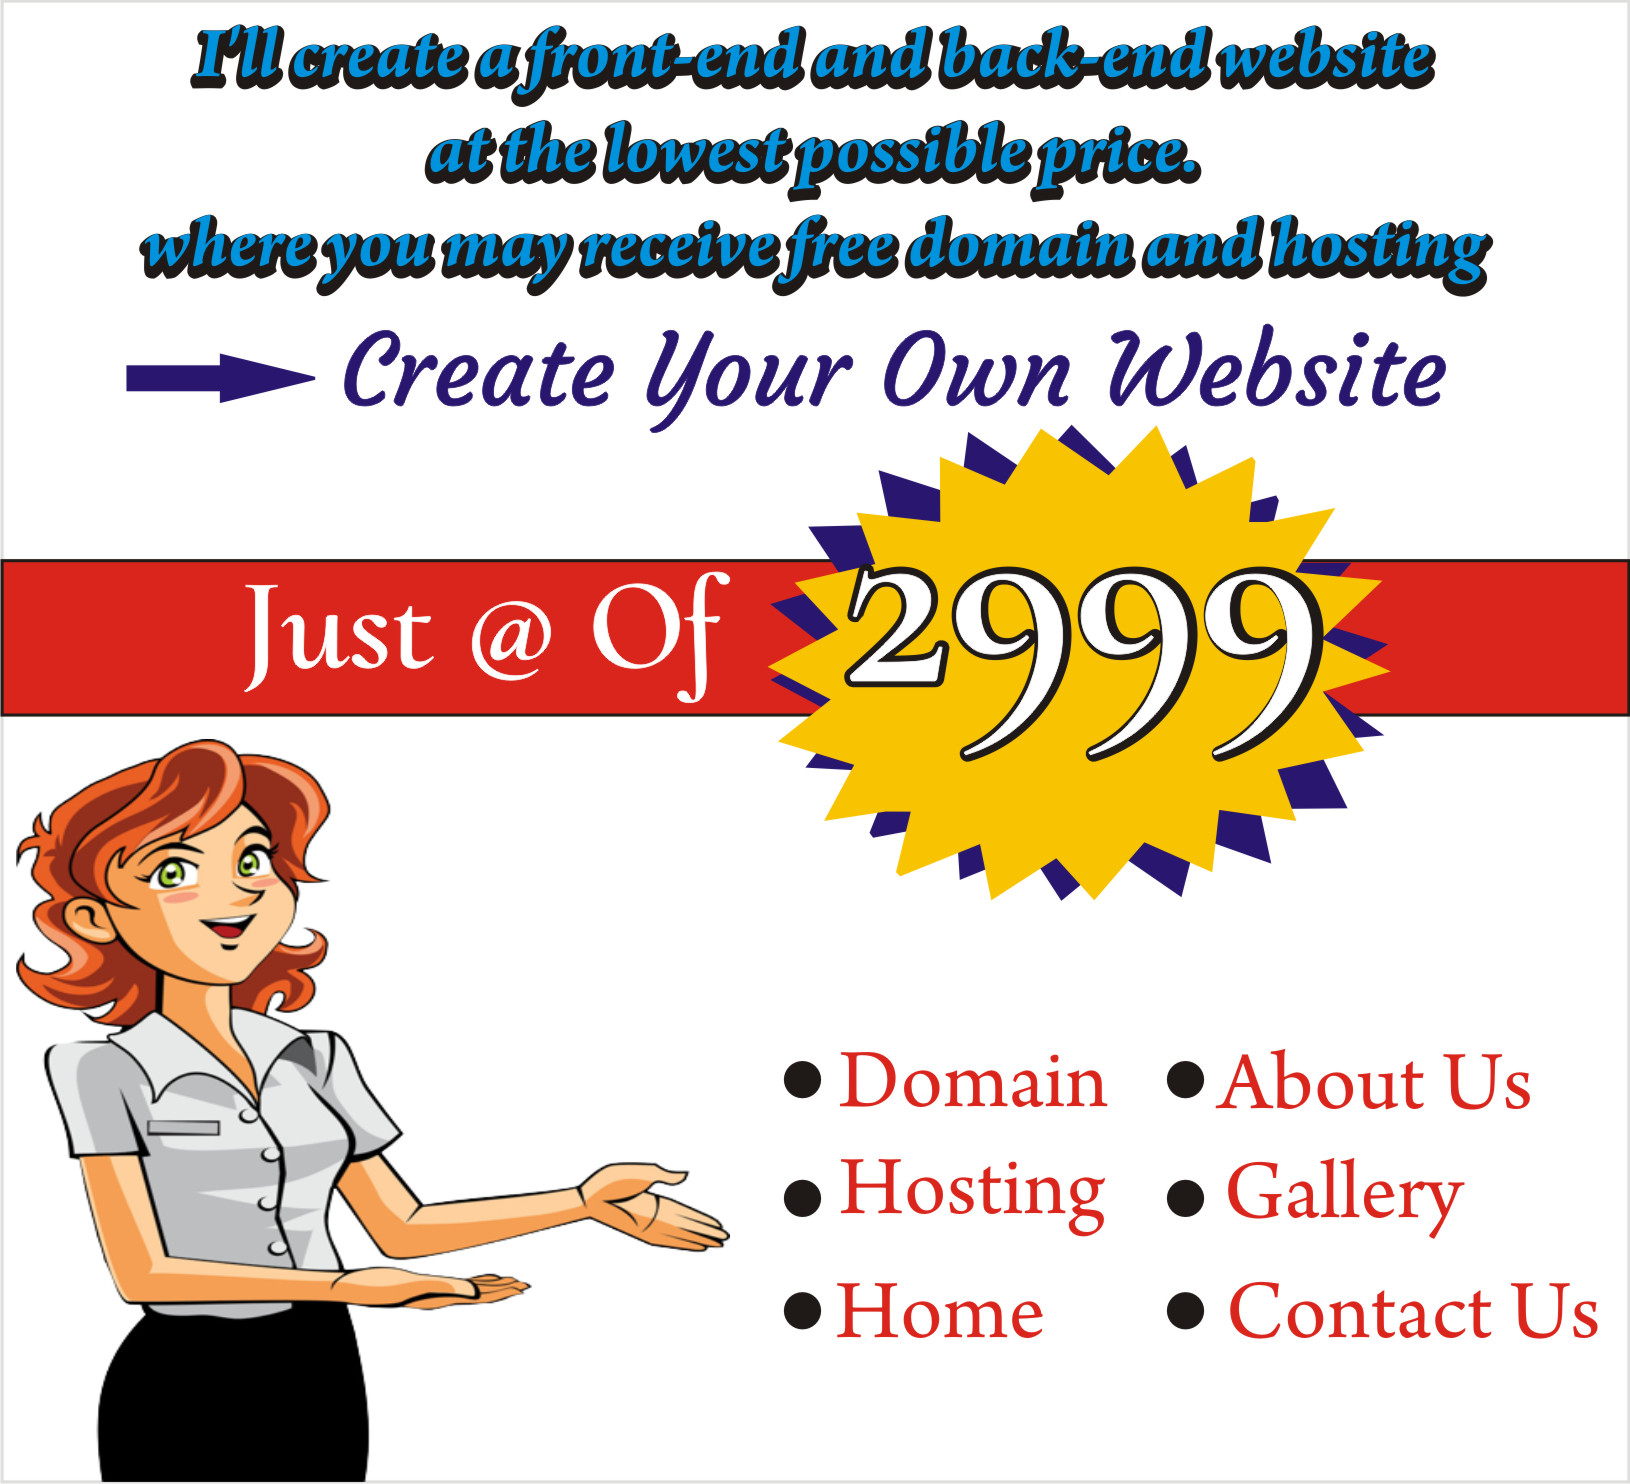 I'll create a front-end and back-end website
at the lowest possible price.
where you may receive free domain and hosting
Create Your Own Website
Just @ Of 2999
Domain
Hosting
Home
About Us
Gallery
Contact Us